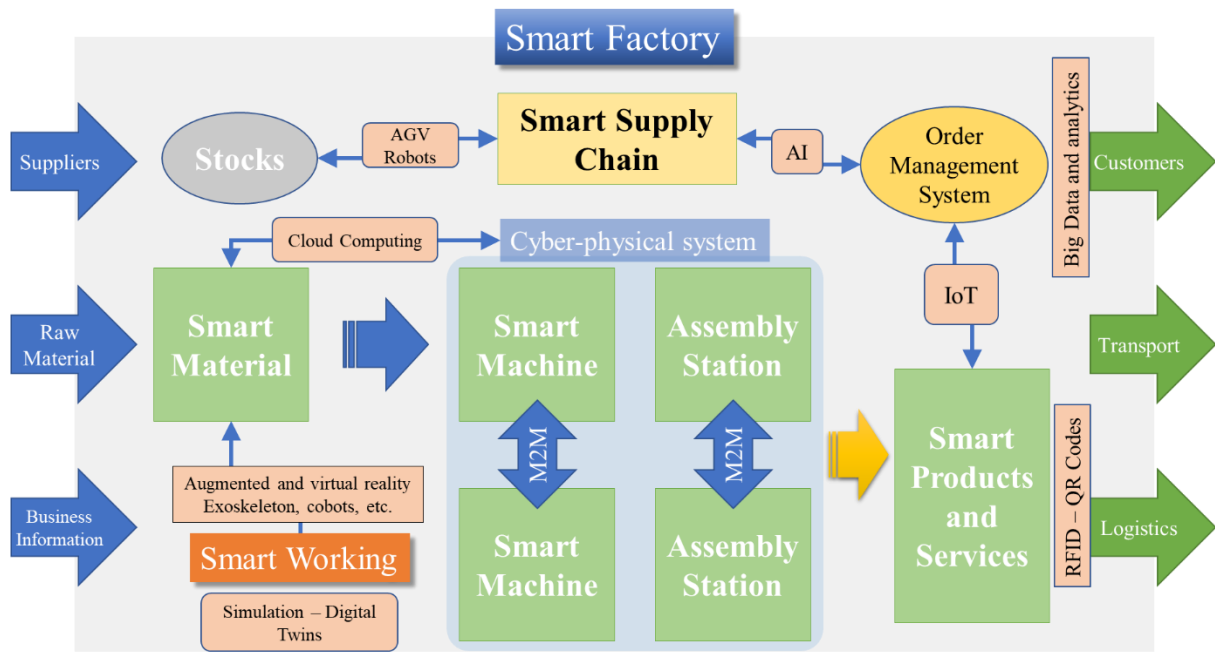 Smart Factory
Suppliers
Stocks
AGV
Robots
Smart Supply
Chain
AI
Order
Management
System
Big Data and analytics
Customers
Cloud Computing
Cyber-physical system
IoT
Raw
Material
Smart
Material
Smart
Machine
Assembly
Station
Transport
M2M
M2M
Smart
Products
and
Services
RFID – QR Codes
Logistics
Business
Information
Augmented and virtual reality
Exoskeleton, cobots, etc.
Smart Working
Smart
Machine
Assembly
Station
Simulation – Digital
Twins